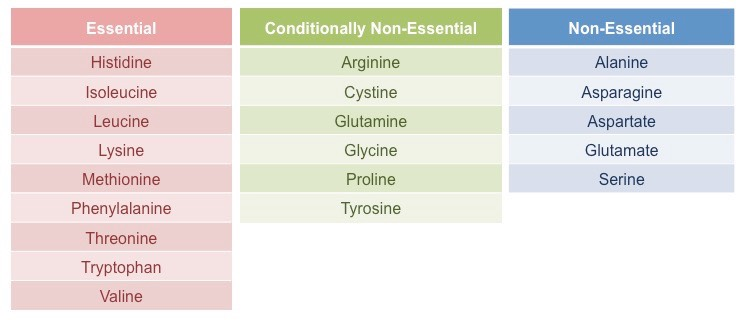 Essential
Conditionally Non-Essential
Non-Essential
Histidine
Arginine
Alanine
Isoleucine
Cystine
Asparagine
Leucine
Glutamine
Aspartate
Lysine
Glycine
Glutamate
Methionine
Proline
Serine
Phenylalanine
Tyrosine
Threonine
Tryptophan
Valine